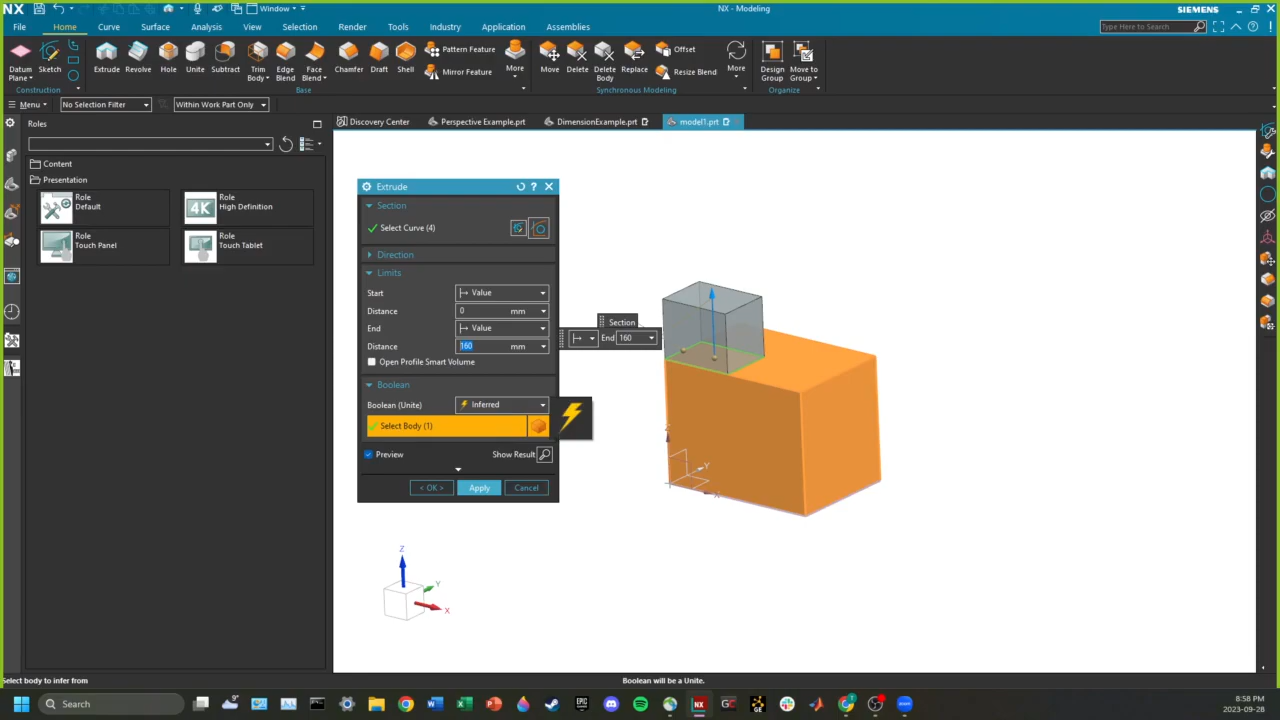 NX
Window
NX - Modeling
SIEMENS
File Home Curve Surface Analysis View Selection Render Tools Industry Application Assemblies
Type Here to Search
Datum Plane
Sketch
Extrude
Revolve
Hole
Unite
Subtract
Trim Body
Edge Blend
Face Blend
Chamfer
Draft
Shell
Pattern Feature
Mirror Feature
More
Move
Delete
Delete Body
Replace
Offset
Resize Blend
More
Design Group
Move to Group
Construction
Base
Synchronous Modeling
Organize
Menu
No Selection Filter
Within Work Part Only
Roles
Discovery Center
Perspective Example.prt
DimensionExample.prt
model1.prt
Content
Presentation
Role
Default
Role
High Definition
Role
Touch Panel
Role
Touch Tablet
Extrude
Section
Select Curve (4)
Direction
Limits
Start Value
Distance 0 mm
End Value
Distance 160 mm
Open Profile Smart Volume
Boolean
Boolean (Unite) Inferred
Select Body (1)
Preview
Show Result
< OK >
Apply
Cancel
Section
End 160
Z
Y
X
Z
Y
X
Select body to infer from
Boolean will be a Unite.
Search
8:58 PM
2023-09-28